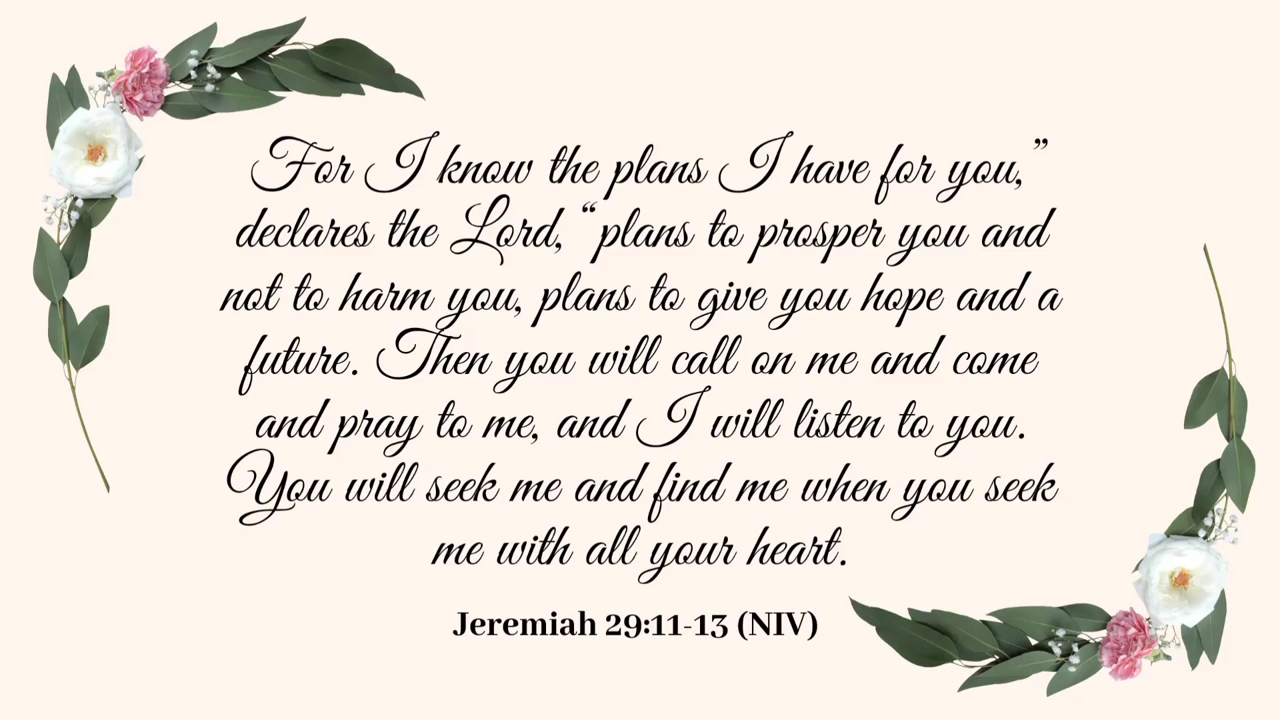 For I know the plans I have for you,”
declares the Lord, “plans to prosper you and
not to harm you, plans to give you hope and a
future. Then you will call on me and come
and pray to me, and I will listen to you.
You will seek me and find me when you seek
me with all your heart.
Jeremiah 29:11-13 (NIV)